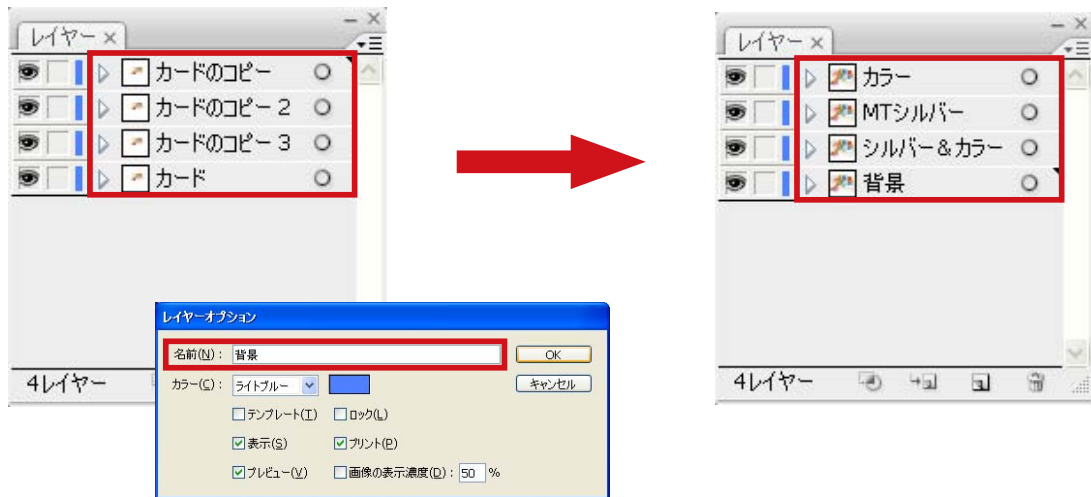 レイヤー ×
カードのコピー
カードのコピー 2
カードのコピー 3
カード
4レイヤー
レイヤー ×
カラー
MTシルバー
シルバー＆カラー
背景
4レイヤー
レイヤーオプション
名前(N)： 背景 OK
カラー(C)： ライトブルー キャンセル
テンプレート(T) ロック(L)
表示(S) プリント(P)
プレビュー(V) 画像の表示濃度(D)： 50 %